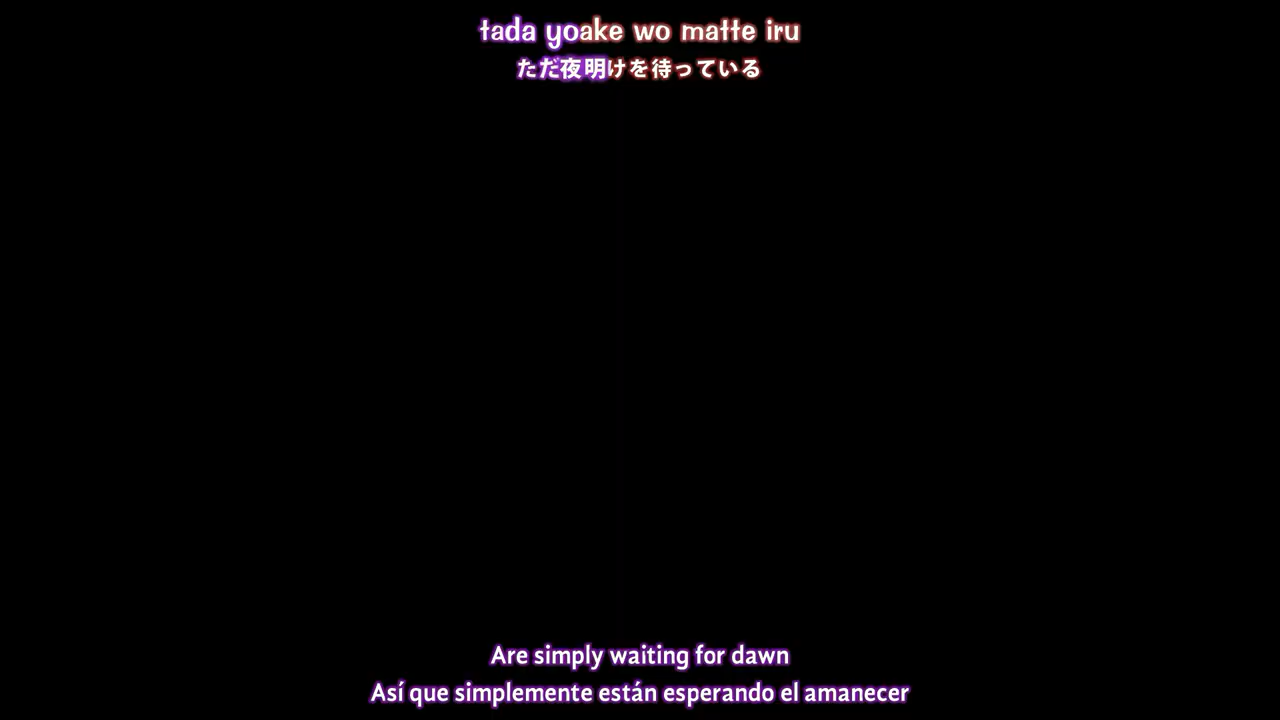 tada yoake wo matte iru
ただ夜明けを待っている
Are simply waiting for dawn
Así que simplemente están esperando el amanecer